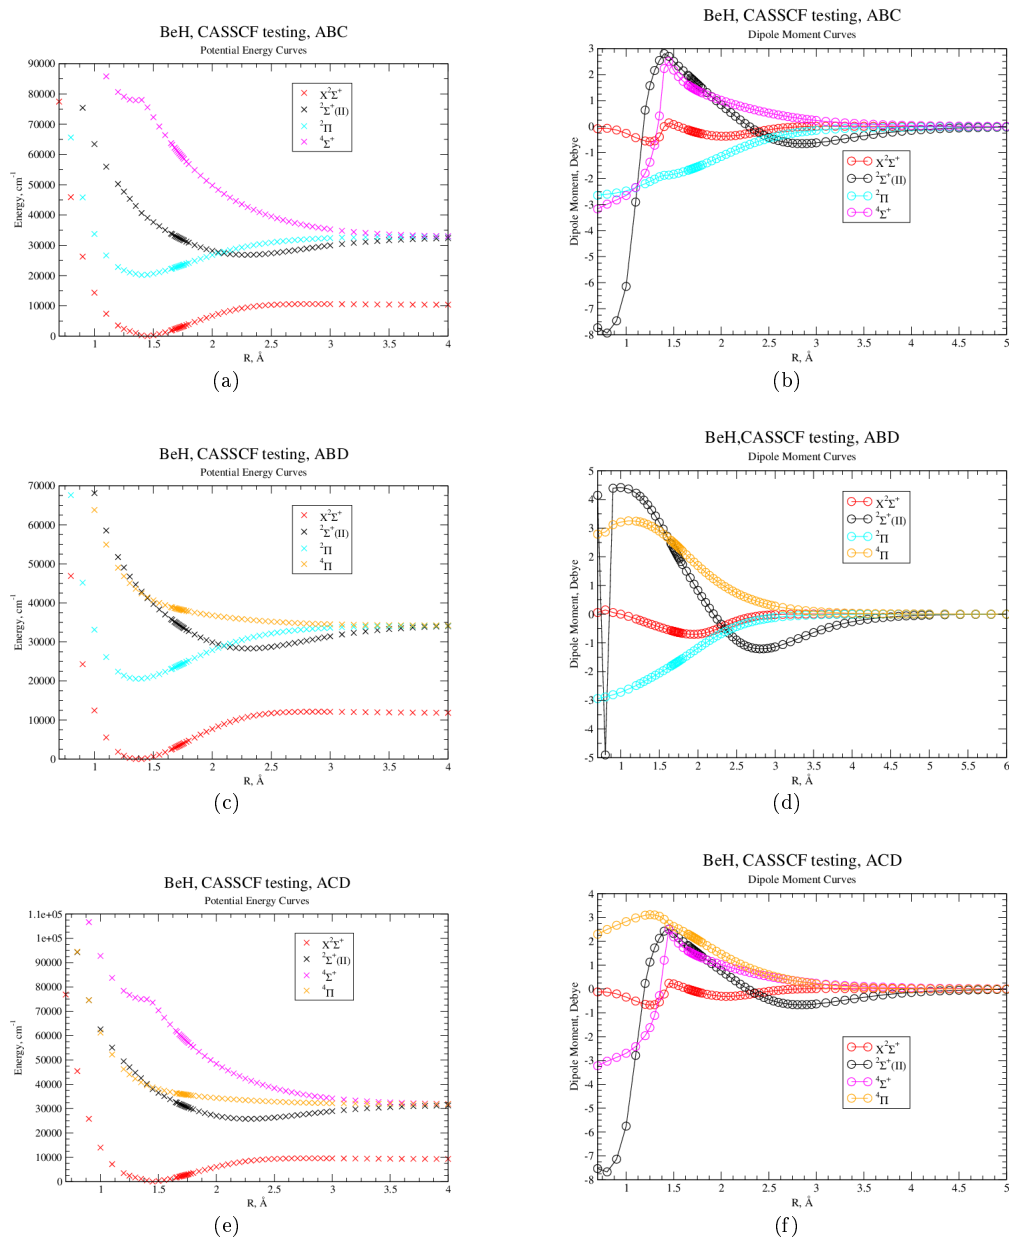 BeH, CASSCF testing, ABC
Potential Energy Curves
90000
80000
70000
60000
50000
40000
30000
20000
10000
0
Energy, cm⁻¹
X²Σ⁺
²Σ⁺(II)
²Π
⁴Σ⁺
1 1.5 2 2.5 3 3.5 4
R, Å
(a)
BeH, CASSCF testing, ABC
Dipole Moment Curves
3
2
1
0
-1
-2
-3
-4
-5
-6
-7
-8
Dipole Moment, Debye
X²Σ⁺
²Σ⁺(II)
²Π
⁴Σ⁺
1 1.5 2 2.5 3 3.5 4 4.5 5
R, Å
(b)
BeH, CASSCF testing, ABD
Potential Energy Curves
70000
60000
50000
40000
30000
20000
10000
0
Energy, cm⁻¹
X²Σ⁺
²Σ⁺(II)
²Π
⁴Π
1 1.5 2 2.5 3 3.5 4
R, Å
(c)
BeH,CASSCF testing, ABD
Dipole Moment Curves
5
4
3
2
1
0
-1
-2
-3
-4
-5
Dipole Moment, Debye
X²Σ⁺
²Σ⁺(II)
²Π
⁴Π
1 1.5 2 2.5 3 3.5 4 4.5 5 5.5 6
R, Å
(d)
BeH, CASSCF testing, ACD
Potential Energy Curves
1.1e+05
1e+05
90000
80000
70000
60000
50000
40000
30000
20000
10000
0
Energy, cm⁻¹
X²Σ⁺
²Σ⁺(II)
⁴Σ⁺
⁴Π
1 1.5 2 2.5 3 3.5 4
R, Å
(e)
BeH, CASSCF testing, ACD
Dipole Moment Curves
4
3
2
1
0
-1
-2
-3
-4
-5
-6
-7
-8
Dipole Moment, Debye
X²Σ⁺
²Σ⁺(II)
⁴Σ⁺
⁴Π
1 1.5 2 2.5 3 3.5 4 4.5 5
R, Å
(f)